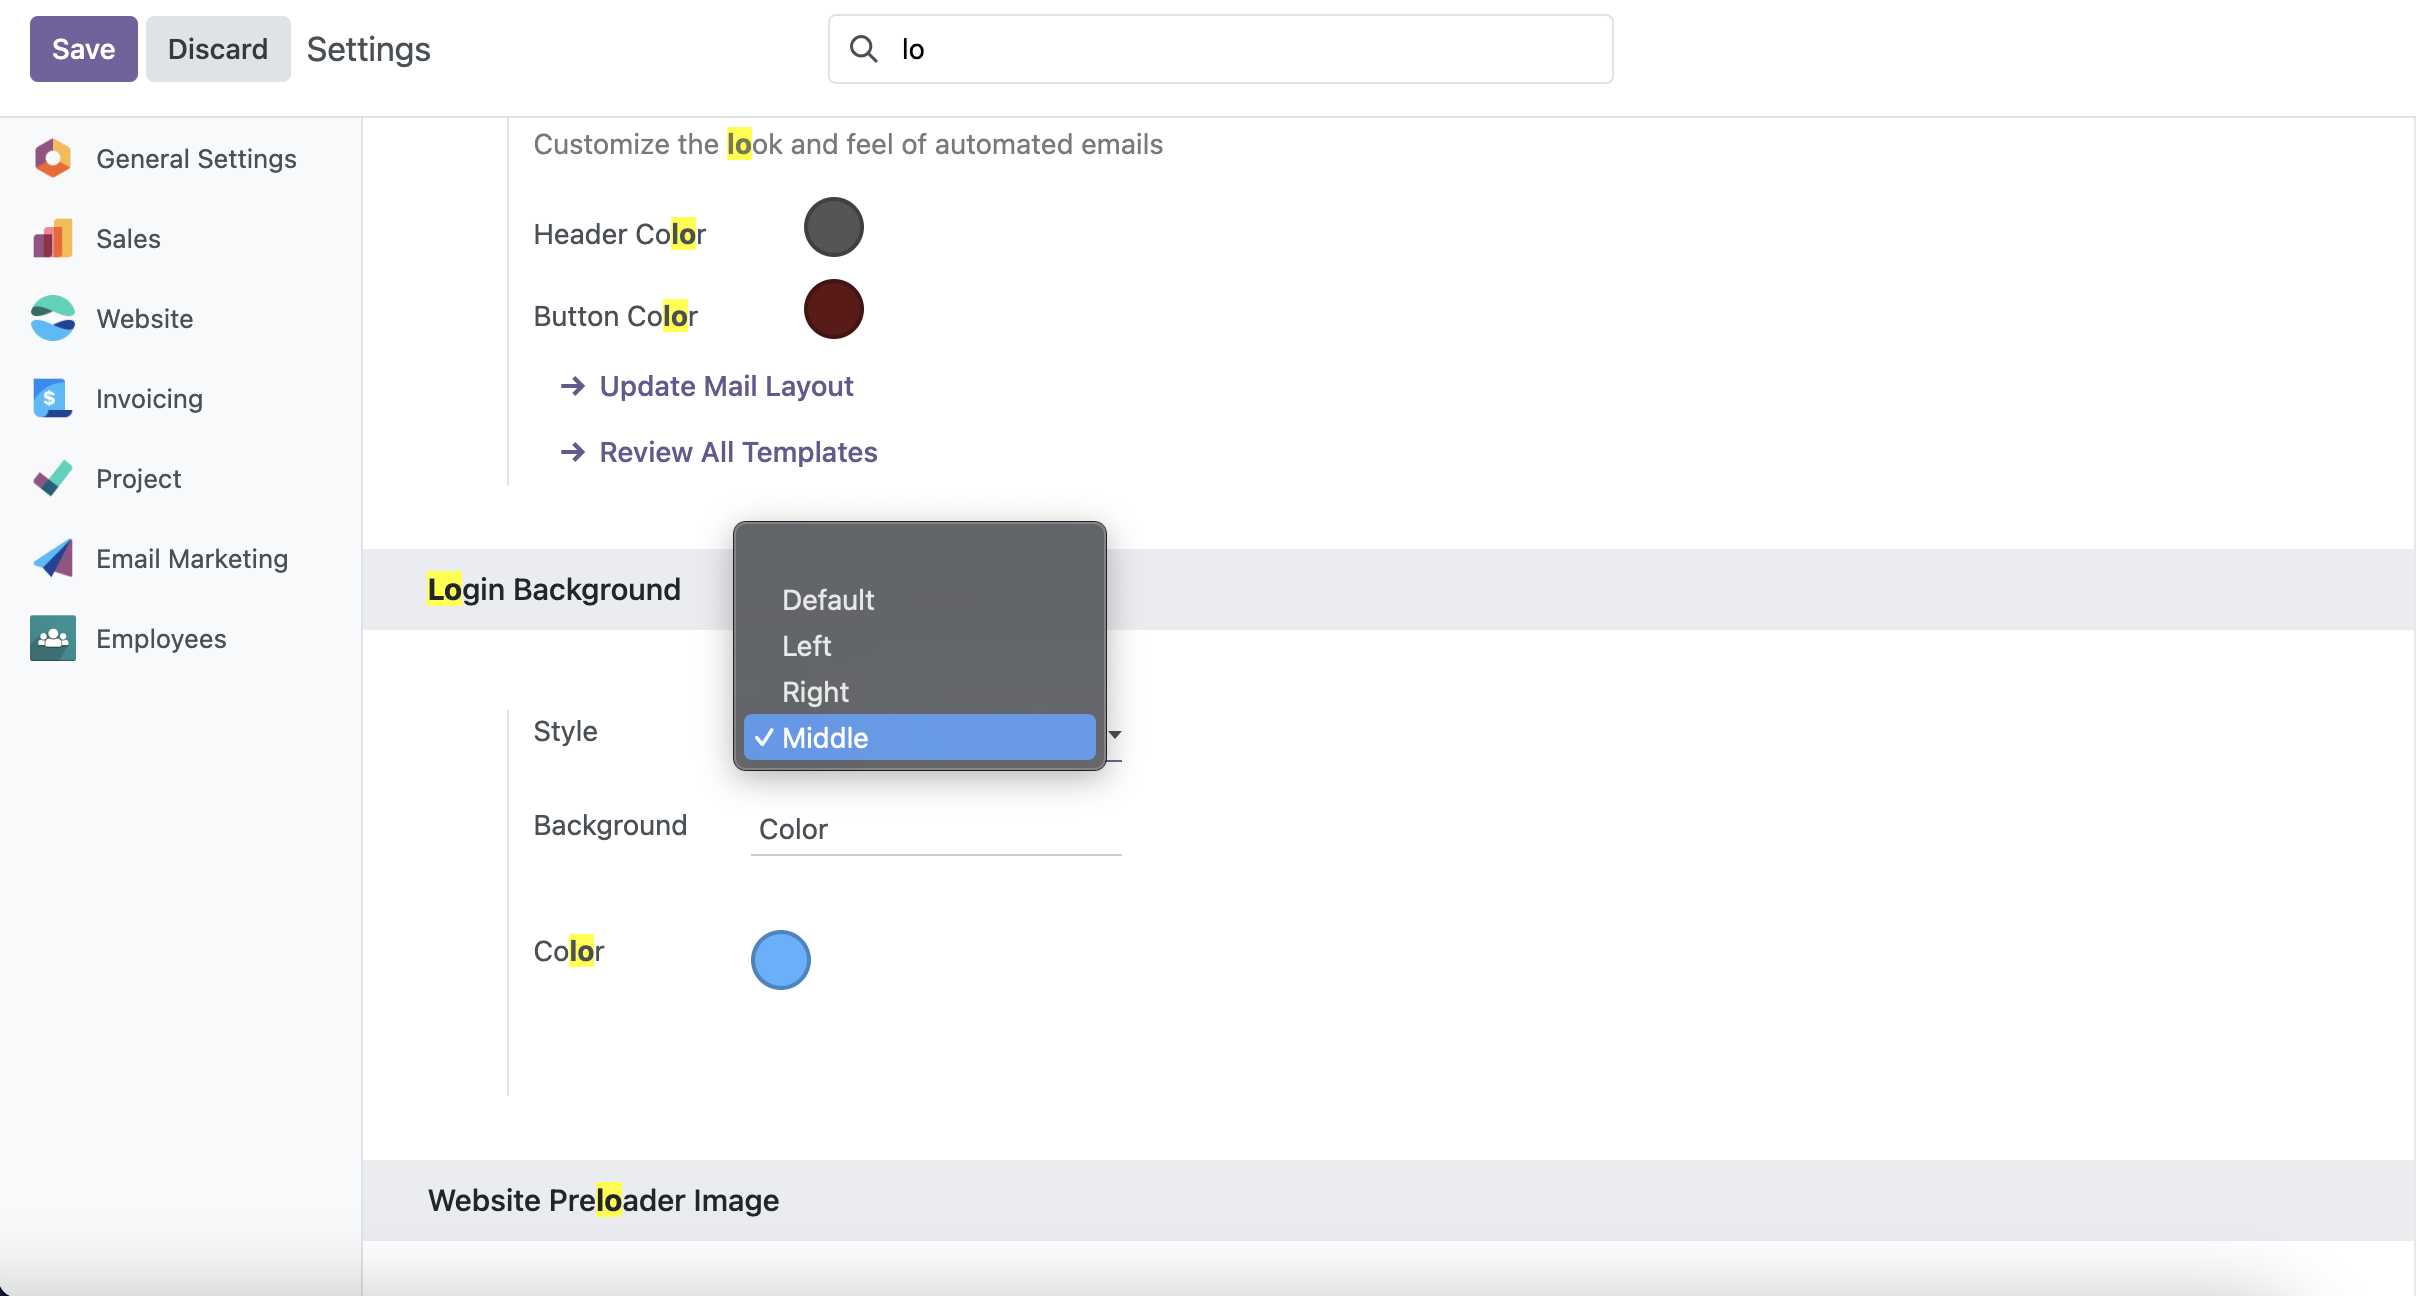 Save Discard Settings lo
General Settings
Sales
Website
Invoicing
Project
Email Marketing
Employees
Customize the look and feel of automated emails
Header Color
Button Color
→ Update Mail Layout
→ Review All Templates
Login Background
Default
Left
Right
✓ Middle
Style
Background Color
Color
Website Preloader Image